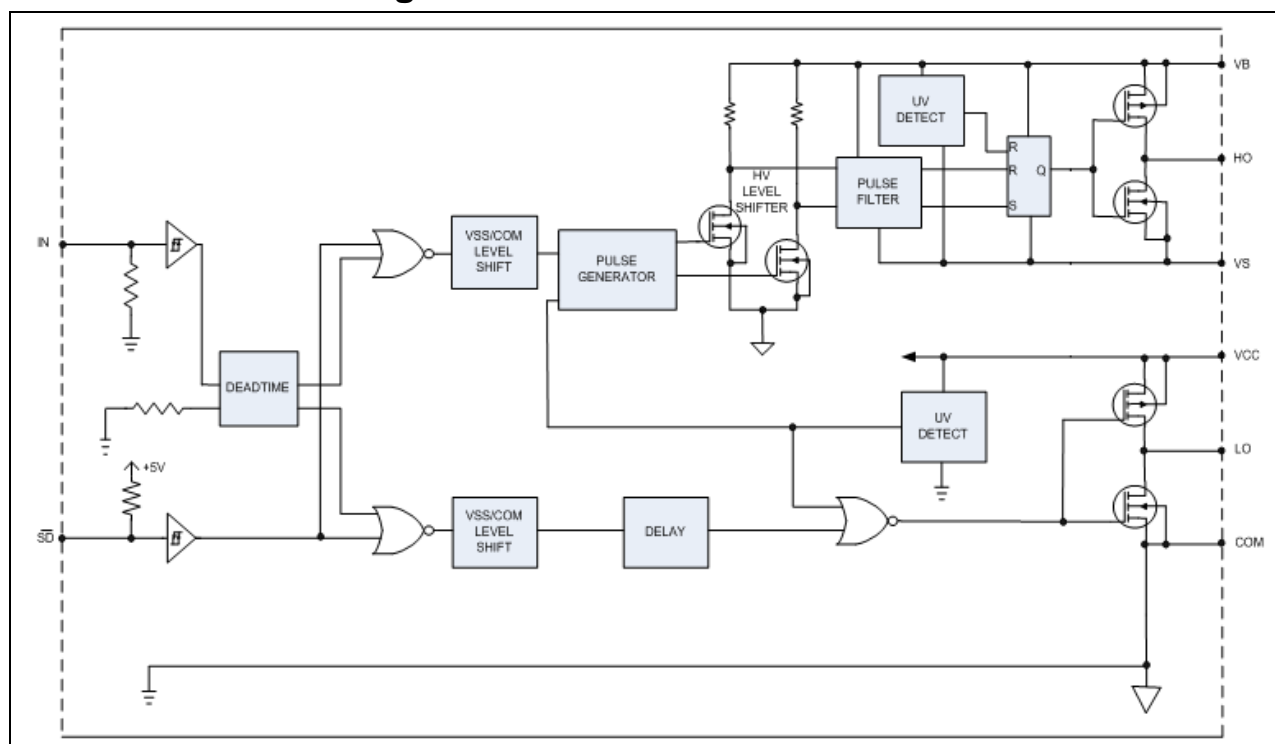 VB
UV
DETECT
R
R
Q
S
HO
HV
LEVEL
SHIFTER
PULSE
FILTER
IN
VSS/COM
LEVEL
SHIFT
PULSE
GENERATOR
VS
VCC
DEADTIME
UV
DETECT
LO
+5V
SD
VSS/COM
LEVEL
SHIFT
DELAY
COM